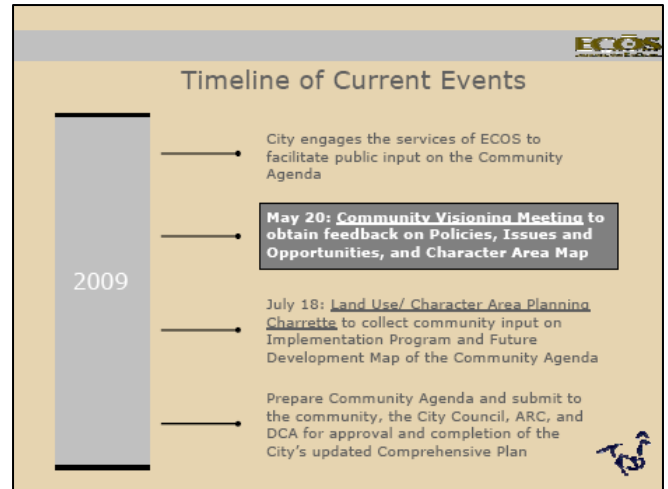 ECOS
Timeline of Current Events
City engages the services of ECOS to
facilitate public input on the Community
Agenda
May 20: Community Visioning Meeting to
obtain feedback on Policies, Issues and
Opportunities, and Character Area Map
2009
July 18: Land Use/ Character Area Planning
Charrette to collect community input on
Implementation Program and Future
Development Map of the Community Agenda
Prepare Community Agenda and submit to
the community, the City Council, ARC, and
DCA for approval and completion of the
City's updated Comprehensive Plan